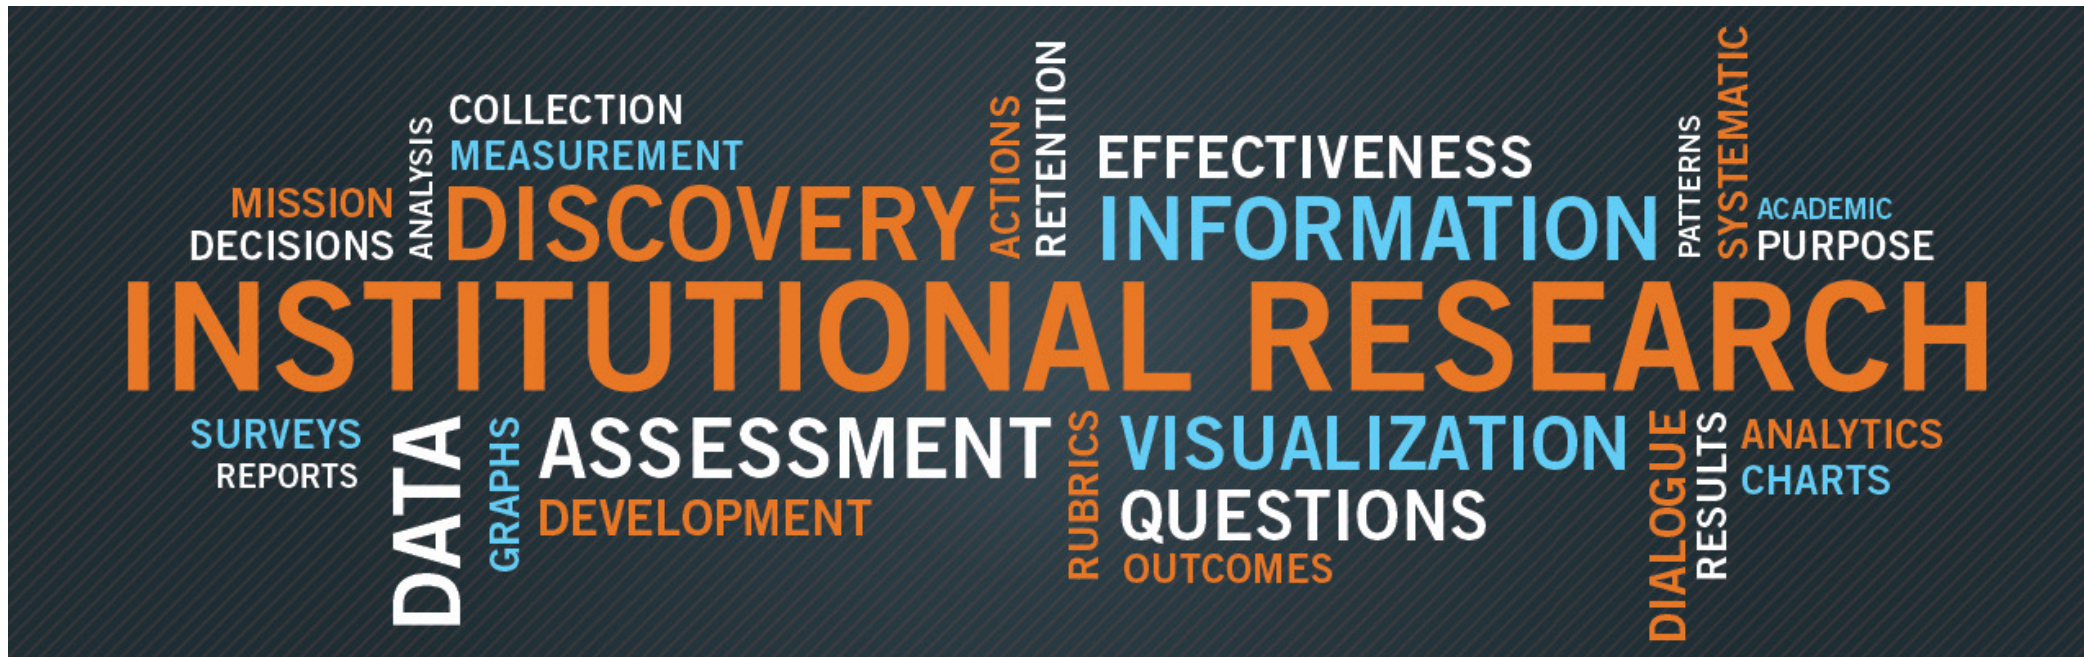 COLLECTION
MEASUREMENT
ANALYSIS
MISSION
DECISIONS
DISCOVERY
ACTIONS
RETENTION
EFFECTIVENESS
INFORMATION
PATTERNS
SYSTEMATIC
ACADEMIC
PURPOSE
INSTITUTIONAL RESEARCH
SURVEYS
REPORTS
DATA
GRAPHS
ASSESSMENT
DEVELOPMENT
RUBRICS
VISUALIZATION
QUESTIONS
OUTCOMES
DIALOGUE
RESULTS
ANALYTICS
CHARTS